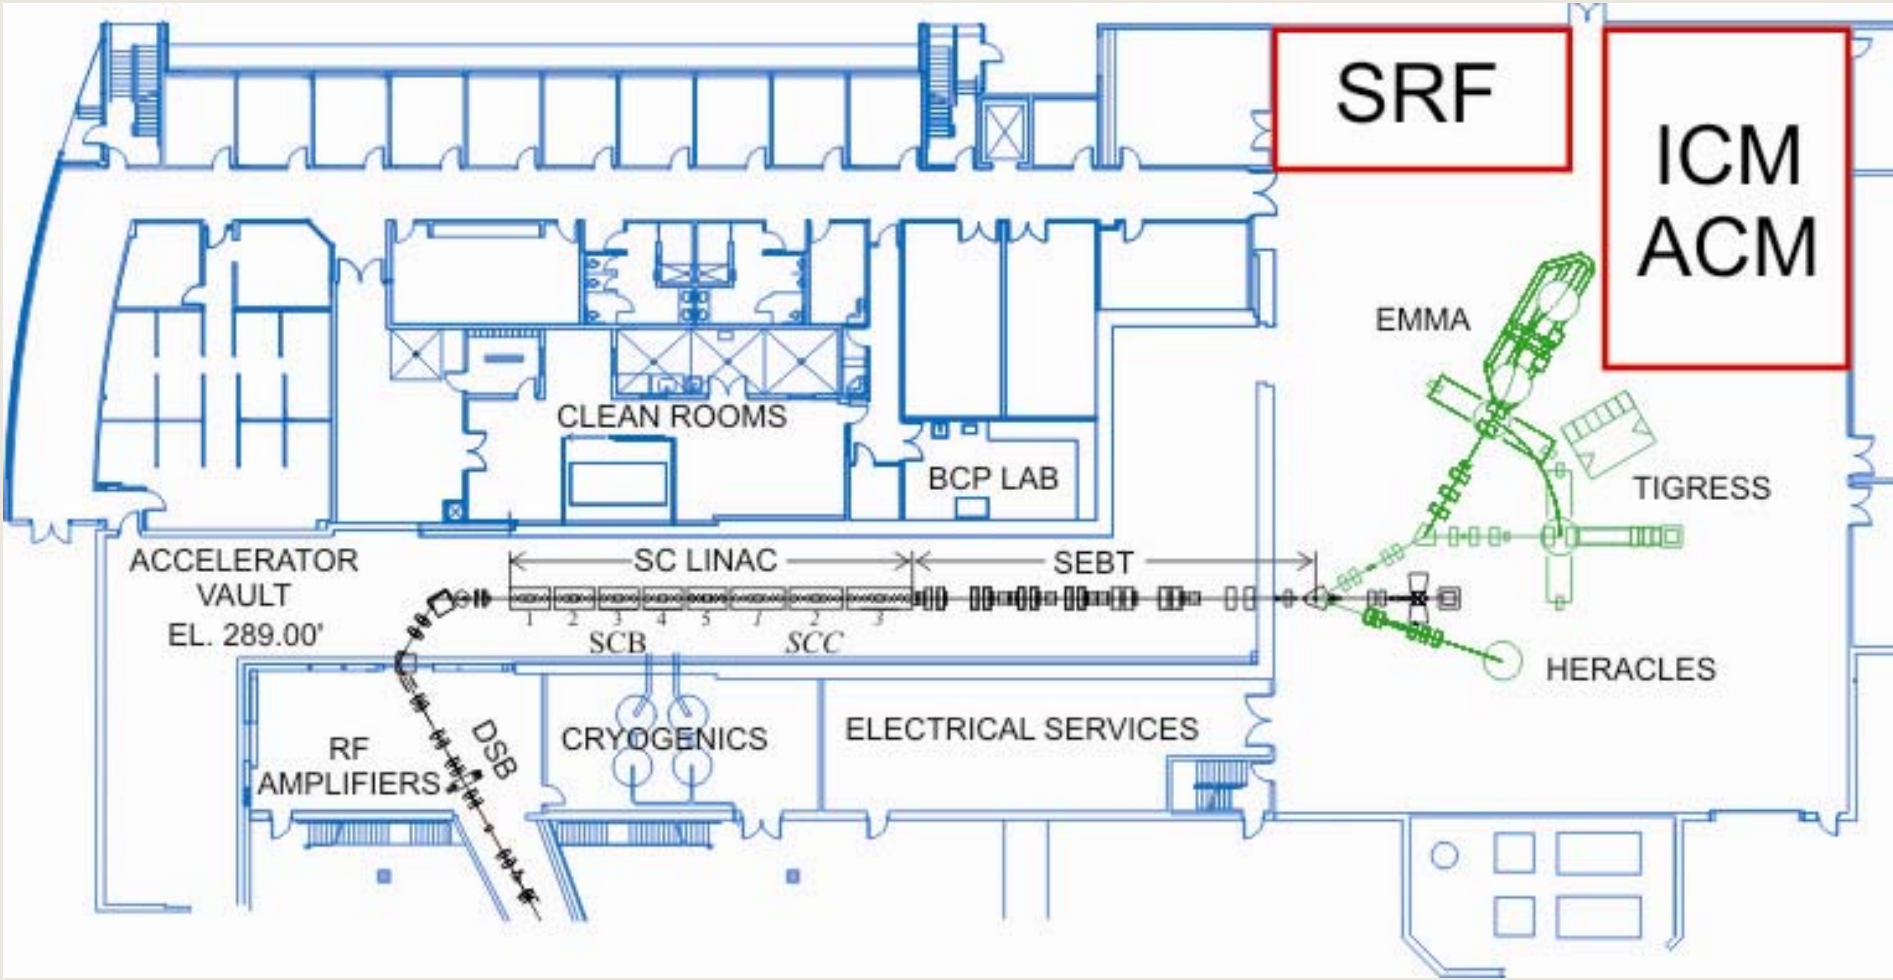 SRF
ICM
ACM
EMMA
CLEAN ROOMS
BCP LAB
TIGRESS
ACCELERATOR
VAULT
EL. 289.00'
SC LINAC
SEBT
1 2 3 4 5 1 2 3
SCB
SCC
HERACLES
DSB
RF
AMPLIFIERS
CRYOGENICS
ELECTRICAL SERVICES